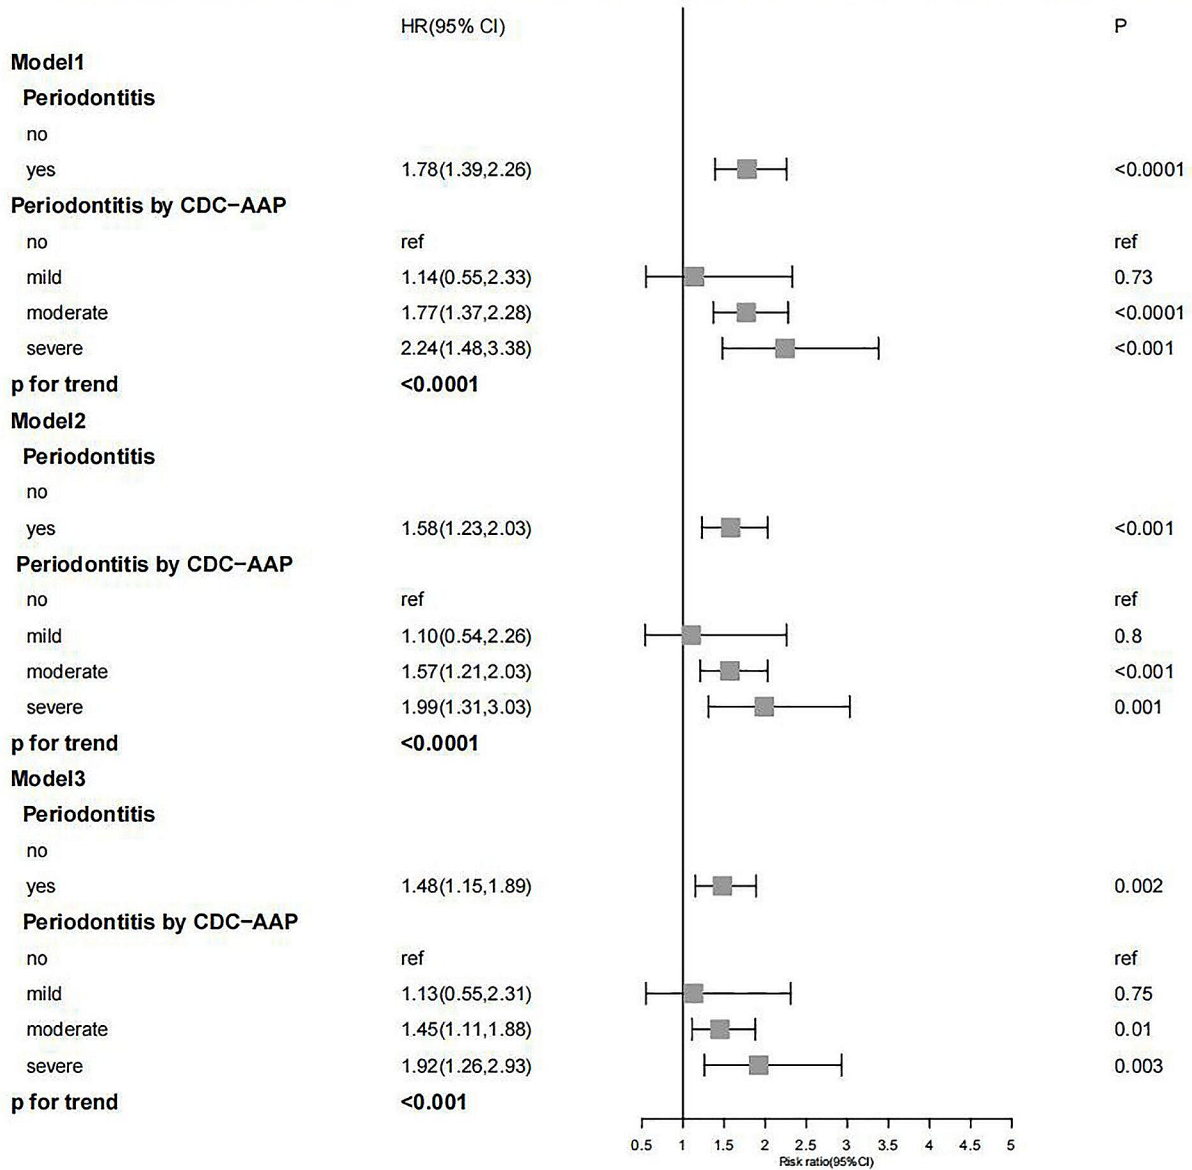 HR(95% CI) P
Model1
Periodontitis
no
yes 1.78(1.39,2.26) <0.0001
Periodontitis by CDC−AAP
no ref ref
mild 1.14(0.55,2.33) 0.73
moderate 1.77(1.37,2.28) <0.0001
severe 2.24(1.48,3.38) <0.001
p for trend <0.0001
Model2
Periodontitis
no
yes 1.58(1.23,2.03) <0.001
Periodontitis by CDC−AAP
no ref ref
mild 1.10(0.54,2.26) 0.8
moderate 1.57(1.21,2.03) <0.001
severe 1.99(1.31,3.03) 0.001
p for trend <0.0001
Model3
Periodontitis
no
yes 1.48(1.15,1.89) 0.002
Periodontitis by CDC−AAP
no ref ref
mild 1.13(0.55,2.31) 0.75
moderate 1.45(1.11,1.88) 0.01
severe 1.92(1.26,2.93) 0.003
p for trend <0.001
0.5 1 1.5 2 2.5 3 3.5 4 4.5 5
Risk ratio(95%CI)